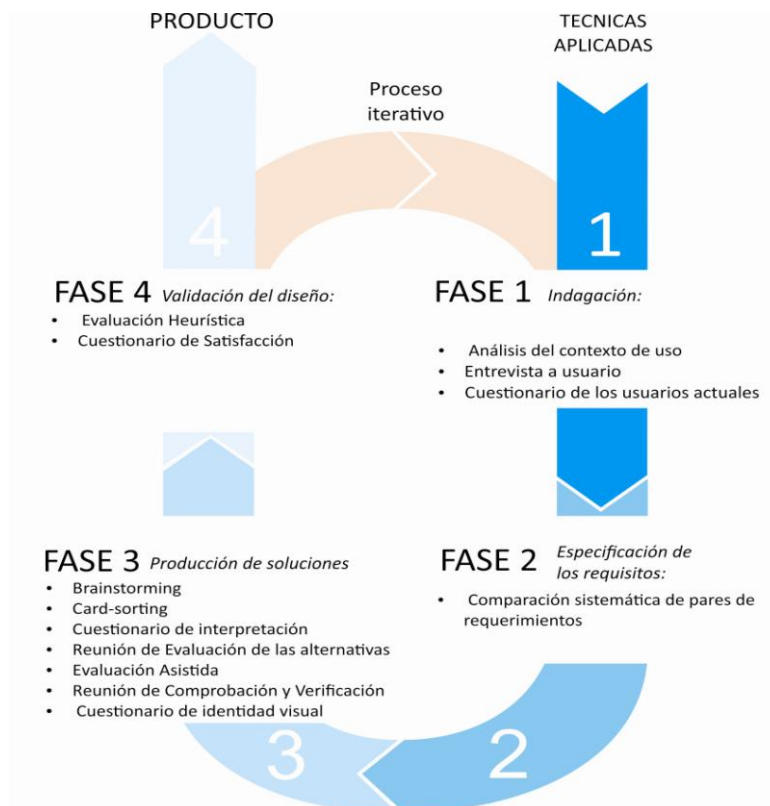 PRODUCTO
TECNICAS
APLICADAS
Proceso
iterativo
4
1
FASE 4 Validación del diseño:
• Evaluación Heurística
• Cuestionario de Satisfacción
FASE 1 Indagación:
• Análisis del contexto de uso
• Entrevista a usuario
• Cuestionario de los usuarios actuales
FASE 3 Producción de soluciones
• Brainstorming
• Card-sorting
• Cuestionario de interpretación
• Reunión de Evaluación de las alternativas
• Evaluación Asistida
• Reunión de Comprobación y Verificación
• Cuestionario de identidad visual
FASE 2 Especificación de
los requisitos:
• Comparación sistemática de pares de
requerimientos
3
2